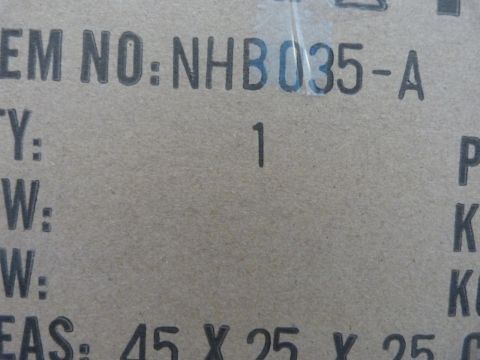 EM NO: NHB035-A
TY: 1 P
W: K
W: K
EAS: 45 X 25 X 25 C